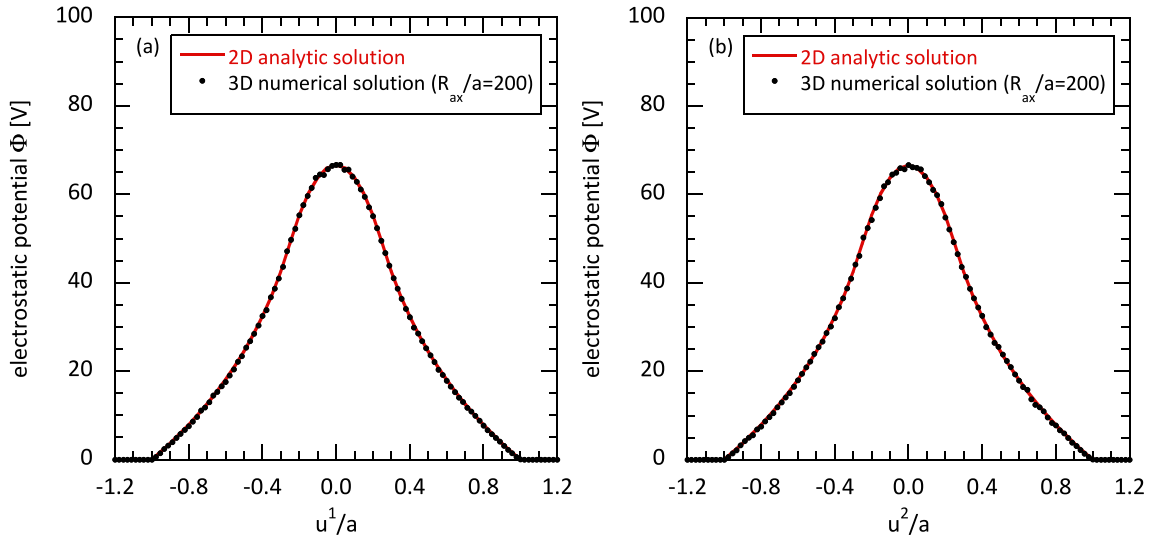 (a)
2D analytic solution
3D numerical solution (R_ax/a=200)
electrostatic potential Φ [V]
100
80
60
40
20
0
-1.2 -0.8 -0.4 0.0 0.4 0.8 1.2
u¹/a
(b)
2D analytic solution
3D numerical solution (R_ax/a=200)
electrostatic potential Φ [V]
100
80
60
40
20
0
-1.2 -0.8 -0.4 0.0 0.4 0.8 1.2
u²/a